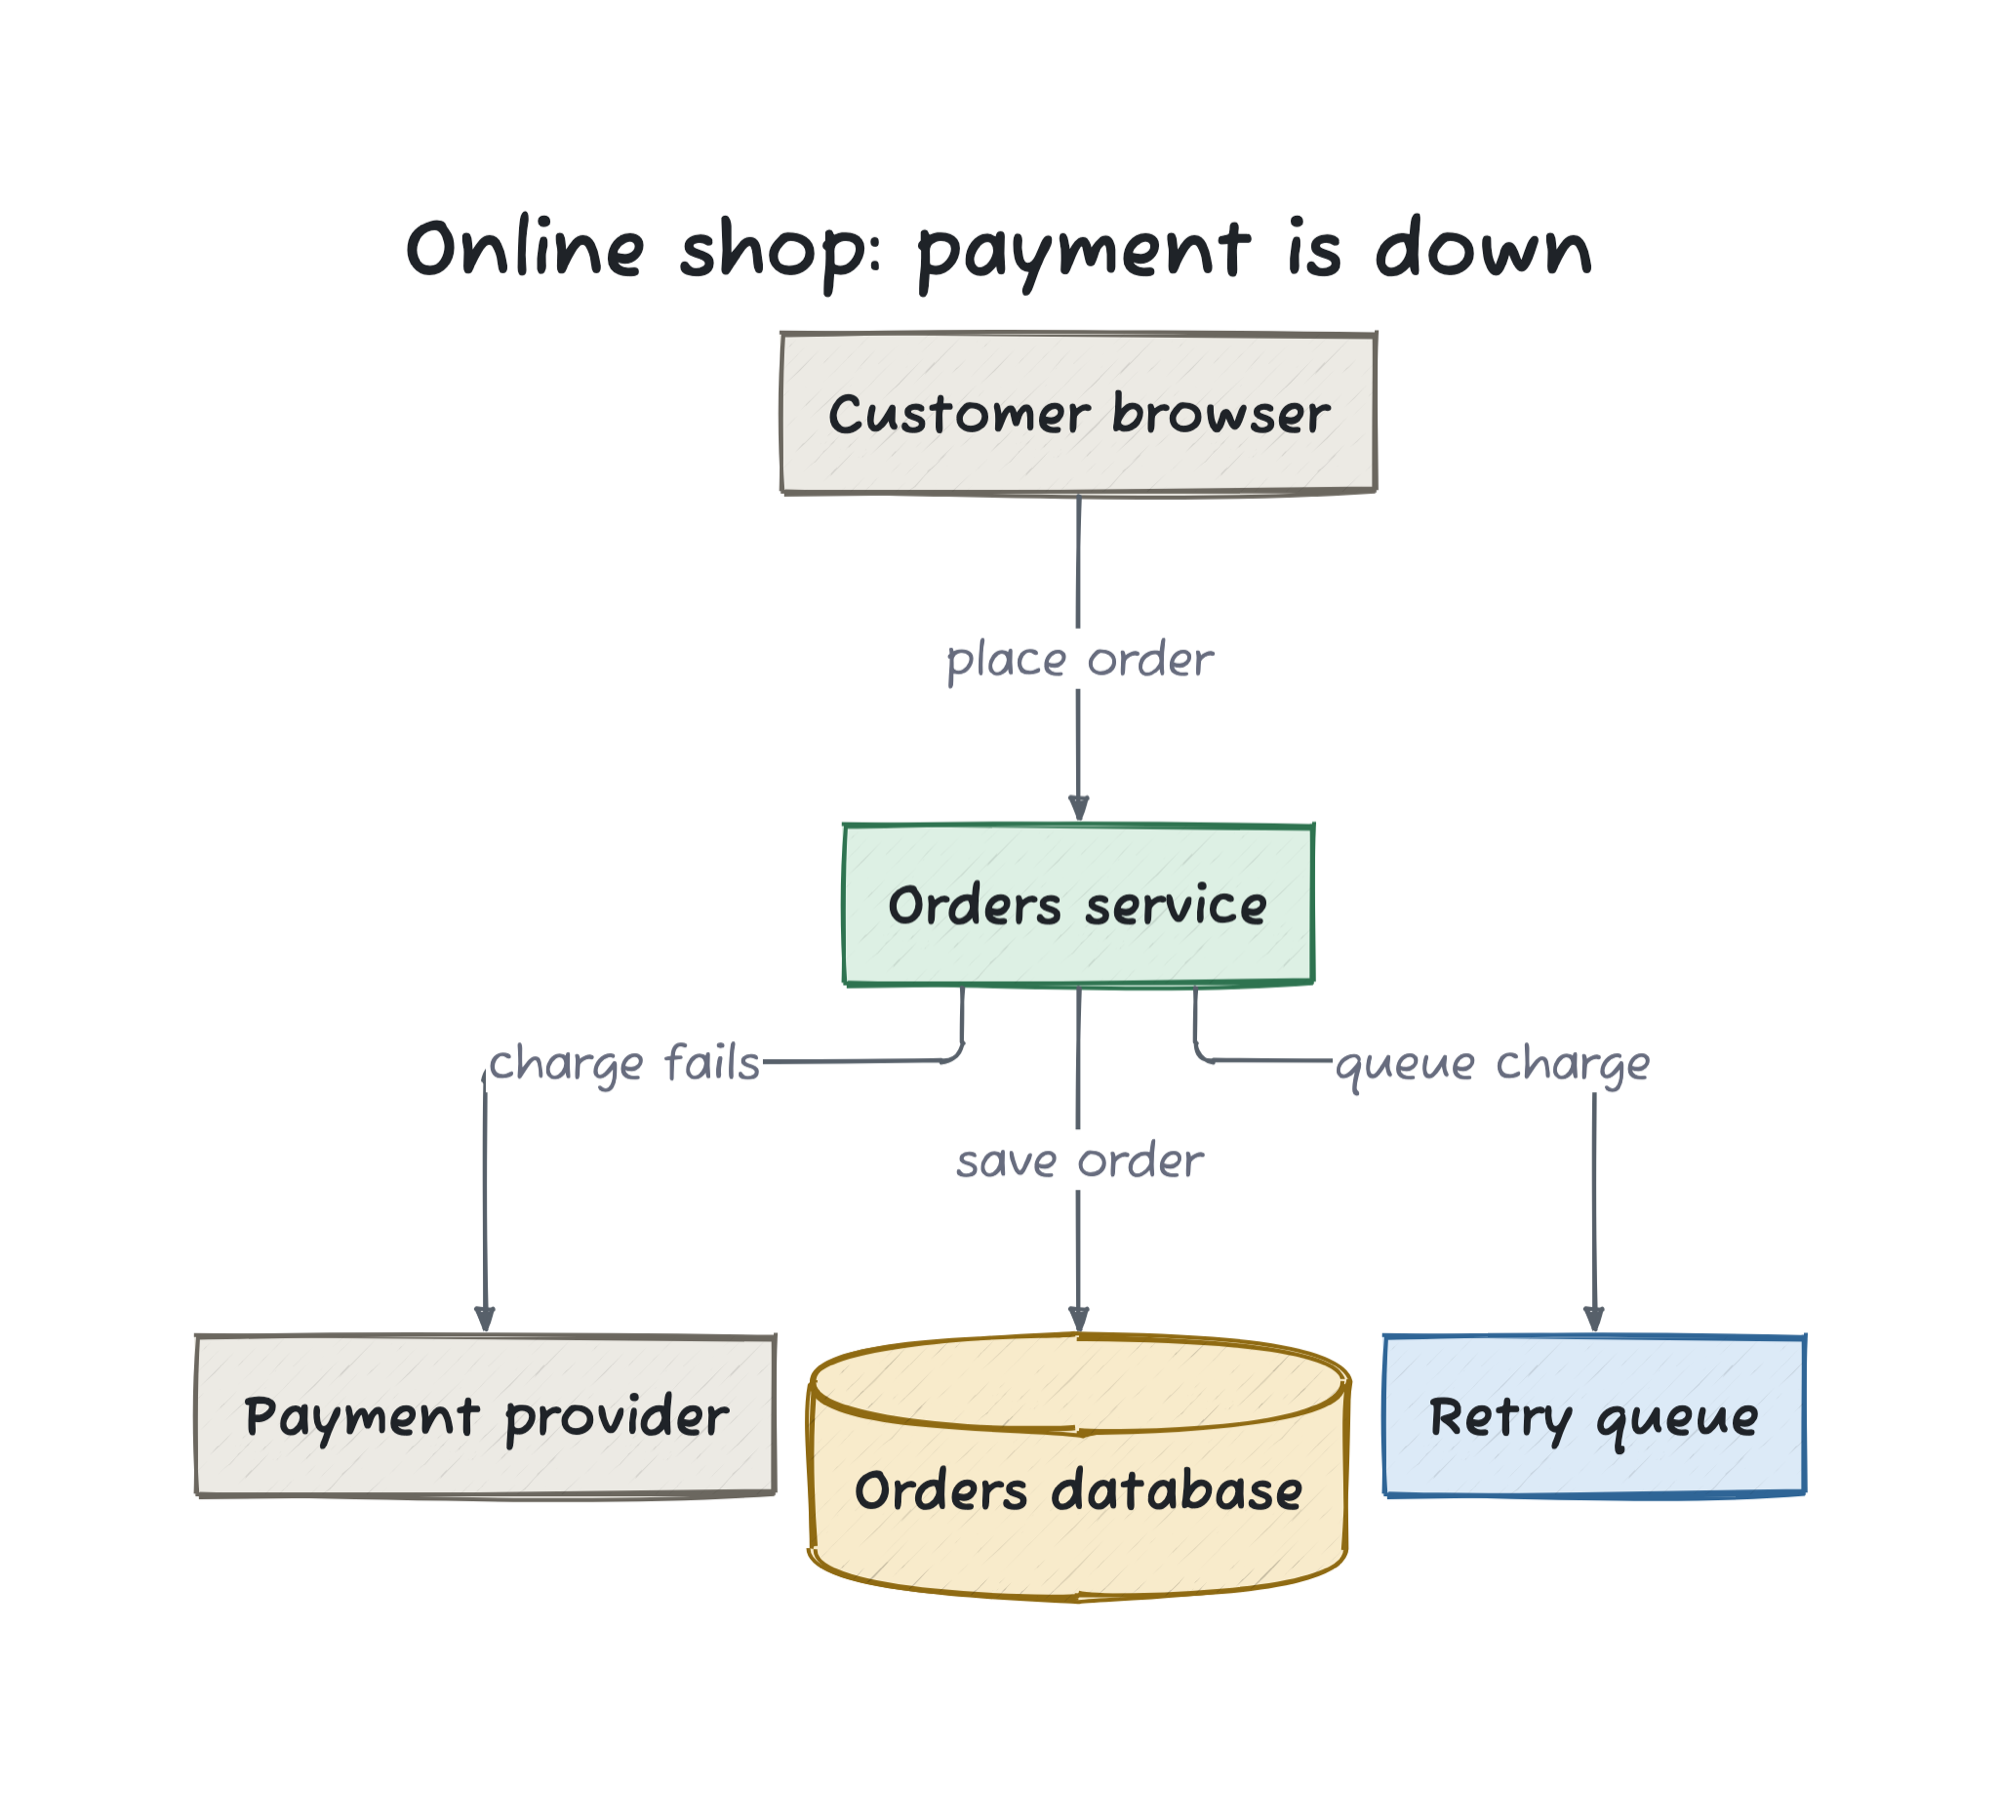 Online shop: payment is down
Customer browser
place order
Orders service
charge fails
queue charge
save order
Payment provider
Orders database
Retry queue